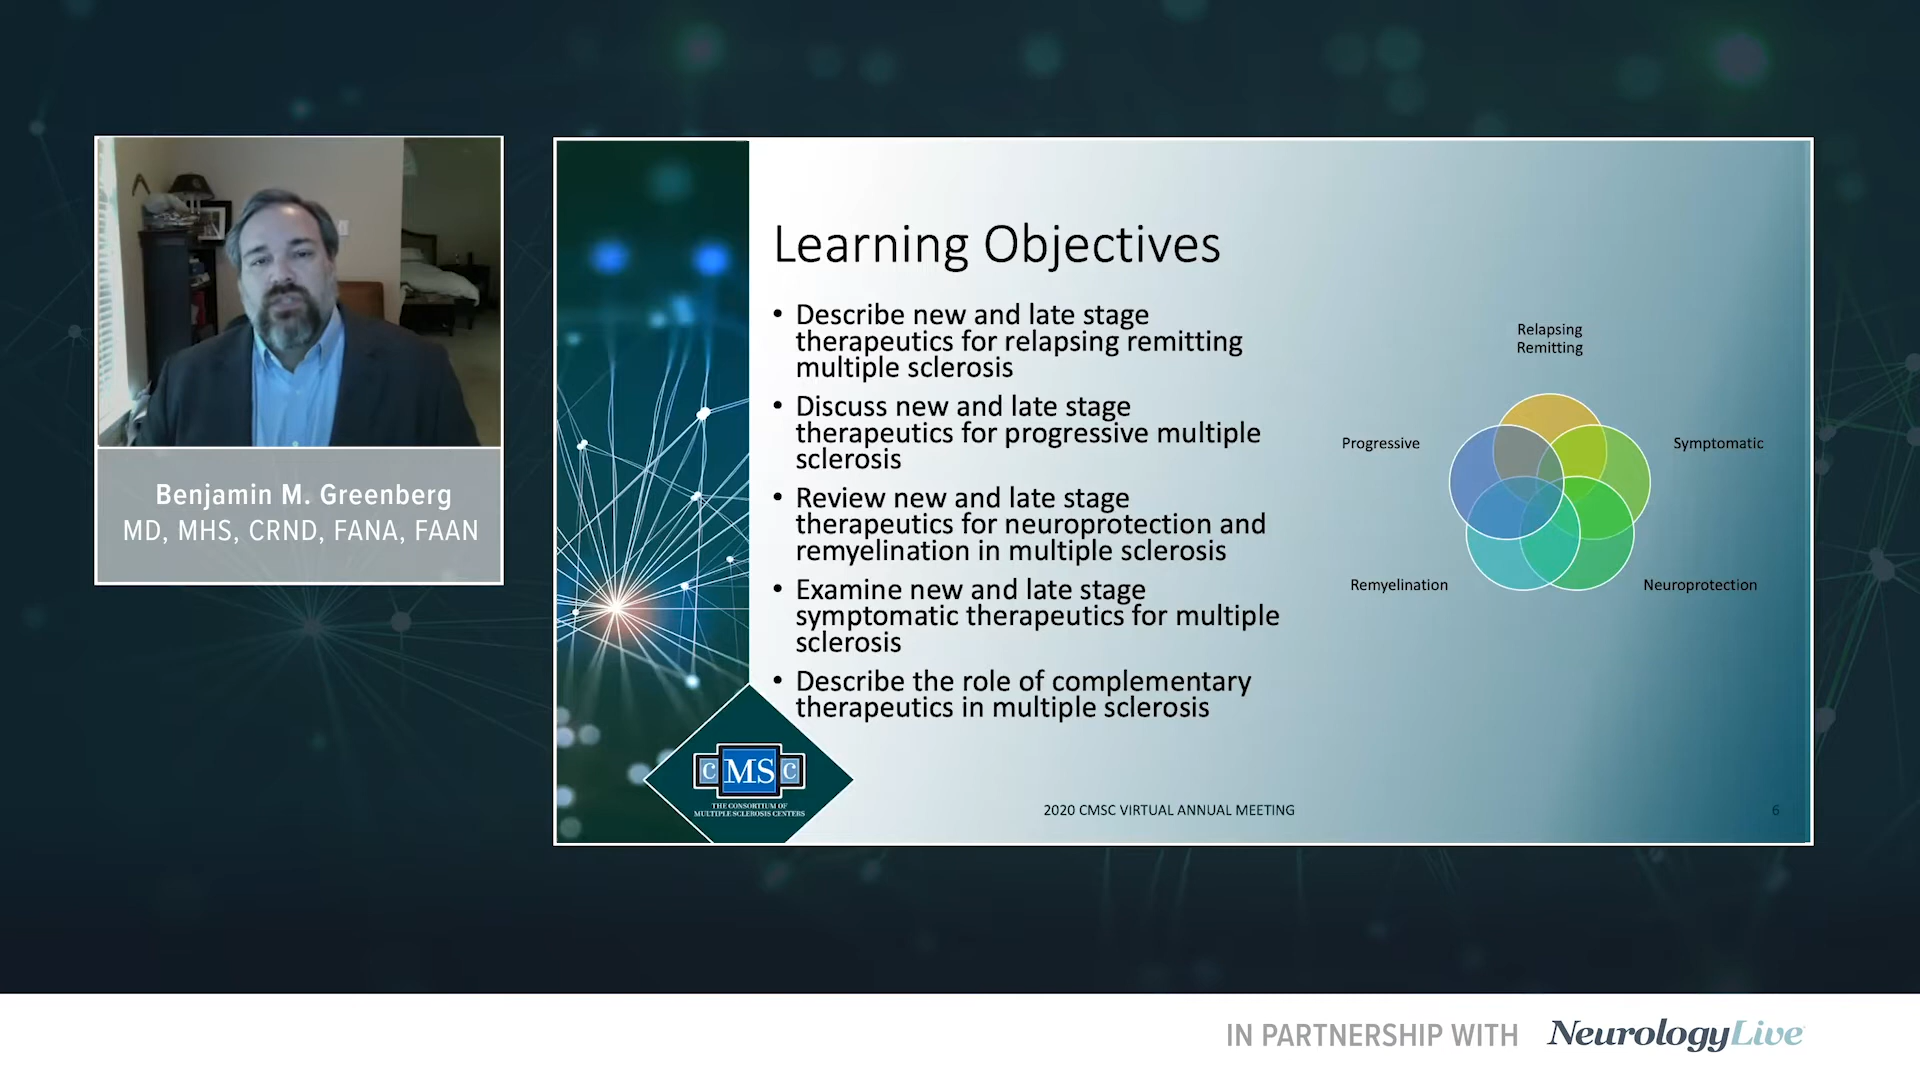 Benjamin M. Greenberg
MD, MHS, CRND, FANA, FAAN
Learning Objectives
• Describe new and late stage
therapeutics for relapsing remitting
multiple sclerosis
• Discuss new and late stage
therapeutics for progressive multiple
sclerosis
• Review new and late stage
therapeutics for neuroprotection and
remyelination in multiple sclerosis
• Examine new and late stage
symptomatic therapeutics for multiple
sclerosis
• Describe the role of complementary
therapeutics in multiple sclerosis
Relapsing
Remitting
Progressive
Symptomatic
Remyelination
Neuroprotection
C MS C
THE CONSORTIUM OF
MULTIPLE SCLEROSIS CENTERS
2020 CMSC VIRTUAL ANNUAL MEETING
6
IN PARTNERSHIP WITH NeurologyLive